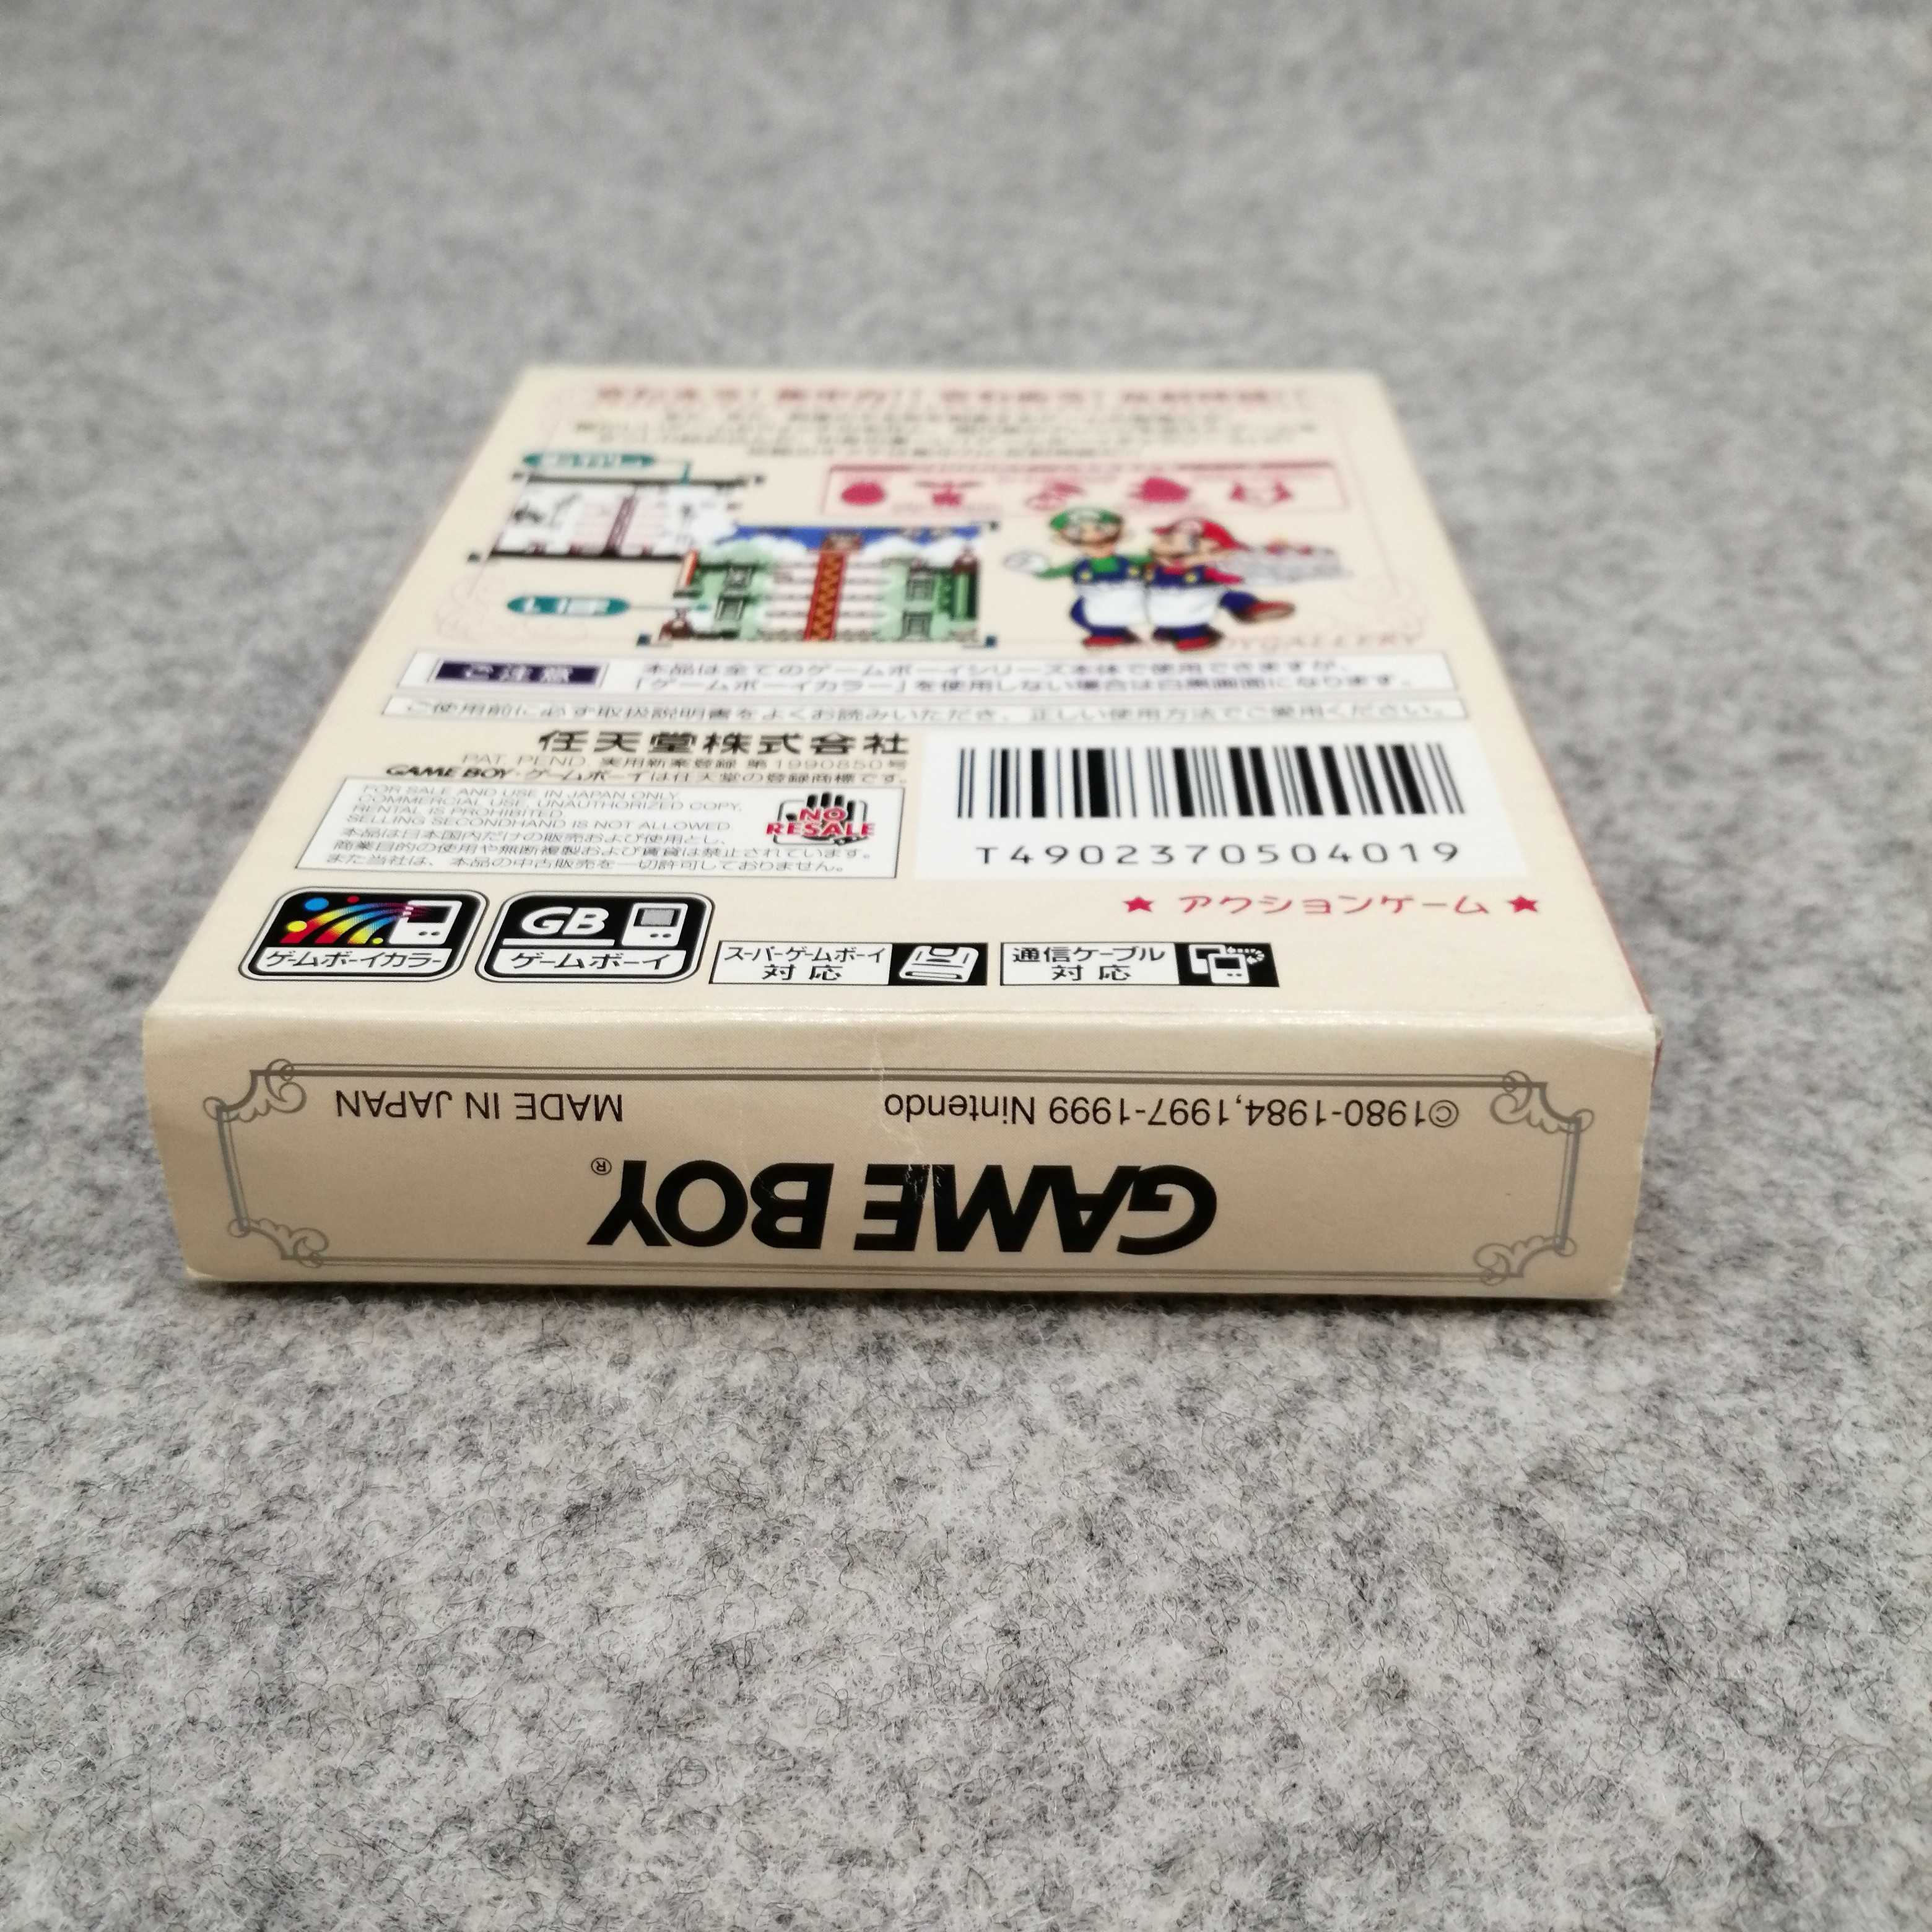 GALLERY
ご注意
本品は全てのゲームボーイシリーズ本体で使用できますが、
「ゲームボーイカラー」を使用しない場合は白黒画面になります。
ご使用前に必ず取扱説明書をよくお読みいただき、正しい使用方法でご愛用ください。
任天堂株式会社
PAT. PEND. 実用新案登録 第1990850号
GAME BOY・ゲームボーイは任天堂の登録商標です。
FOR SALE AND USE IN JAPAN ONLY.
COMMERCIAL USE, UNAUTHORIZED COPY,
RENTAL IS PROHIBITED.
SELLING SECONDHAND IS NOT ALLOWED.
本品は日本国内だけの販売および使用とし、
商業目的の使用や無断複製および賃貸は禁止されています。
また当社は、本品の中古販売を一切許可しておりません。
NO
RESALE
T4902370504019
★ アクションゲーム ★
ゲームボーイカラー
GB
ゲームボーイ
スーパーゲームボーイ
対応
通信ケーブル
対応
GAME BOY®
©1980-1984,1997-1999 Nintendo
MADE IN JAPAN